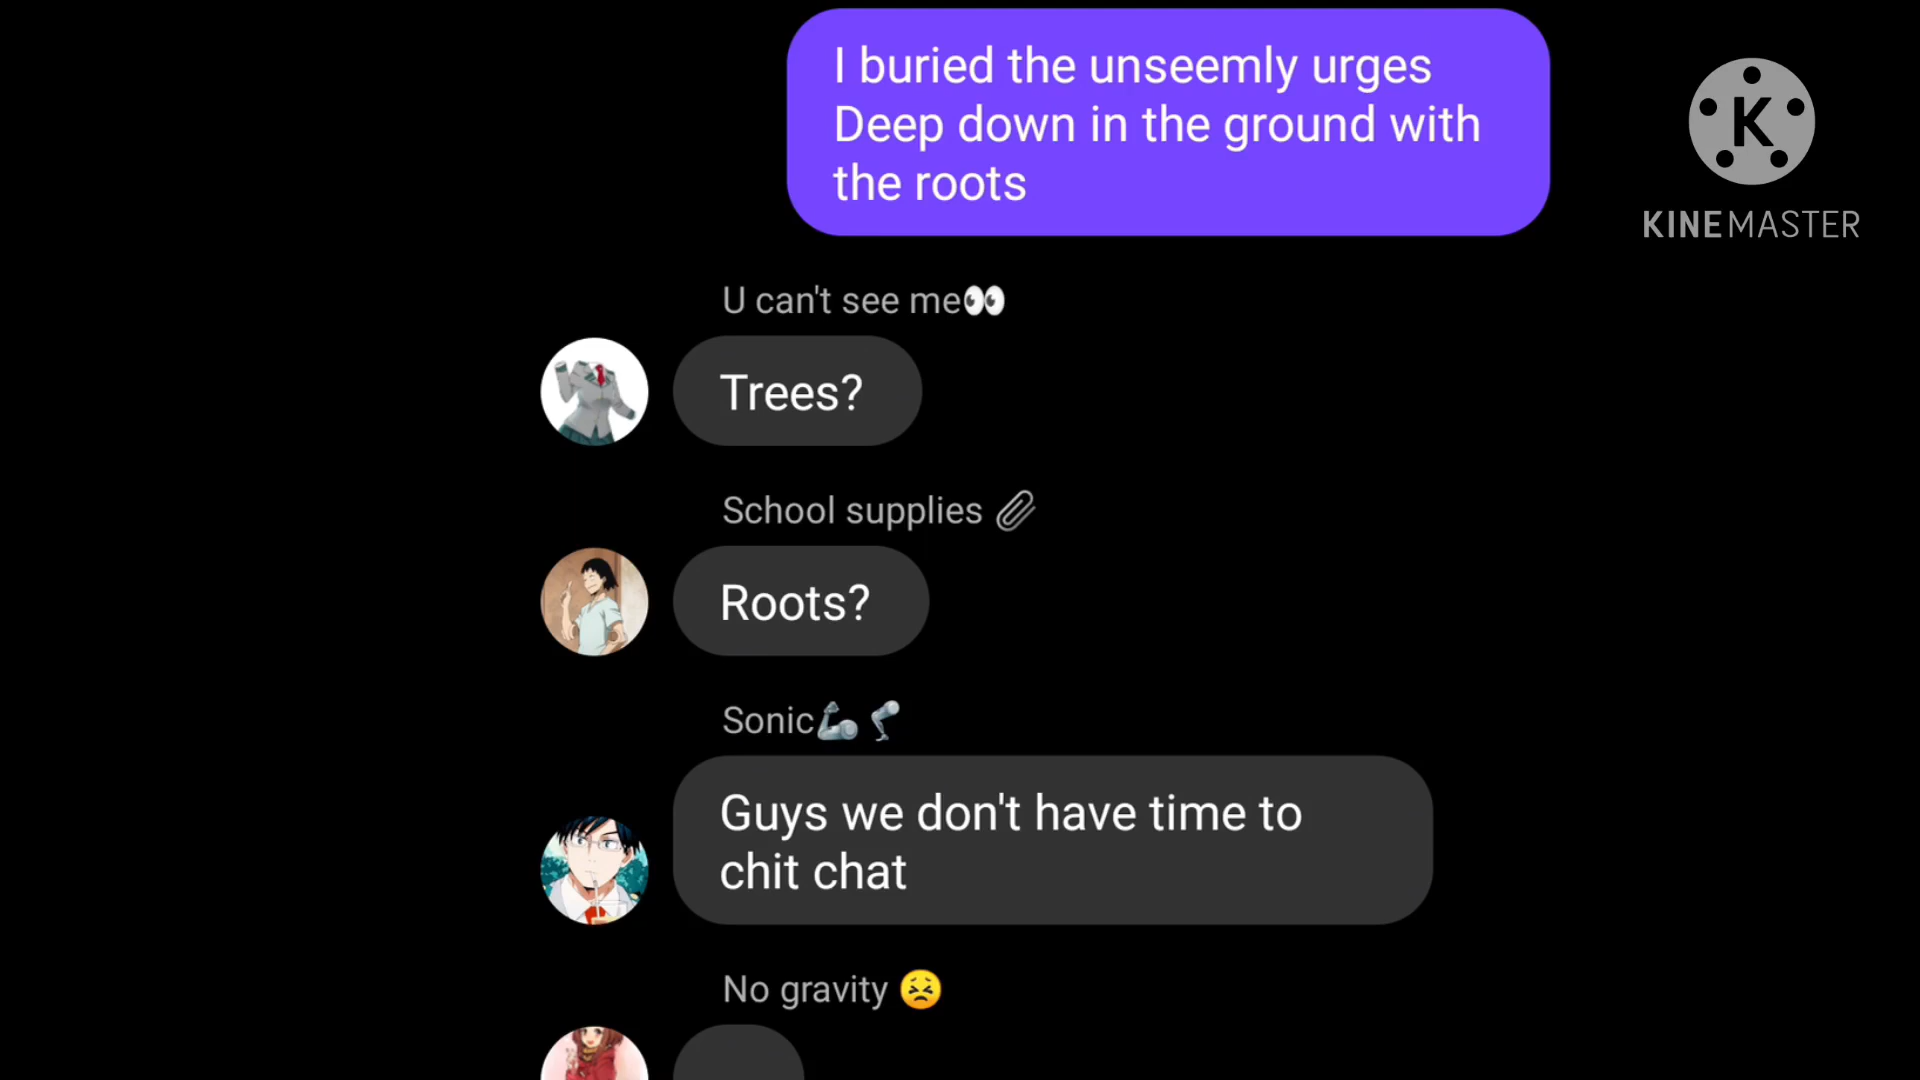 I buried the unseemly urges
Deep down in the ground with
the roots
K
KINEMASTER
U can't see me👀
Trees?
School supplies 📎
Roots?
Sonic🦾🦿
Guys we don't have time to
chit chat
No gravity 😣